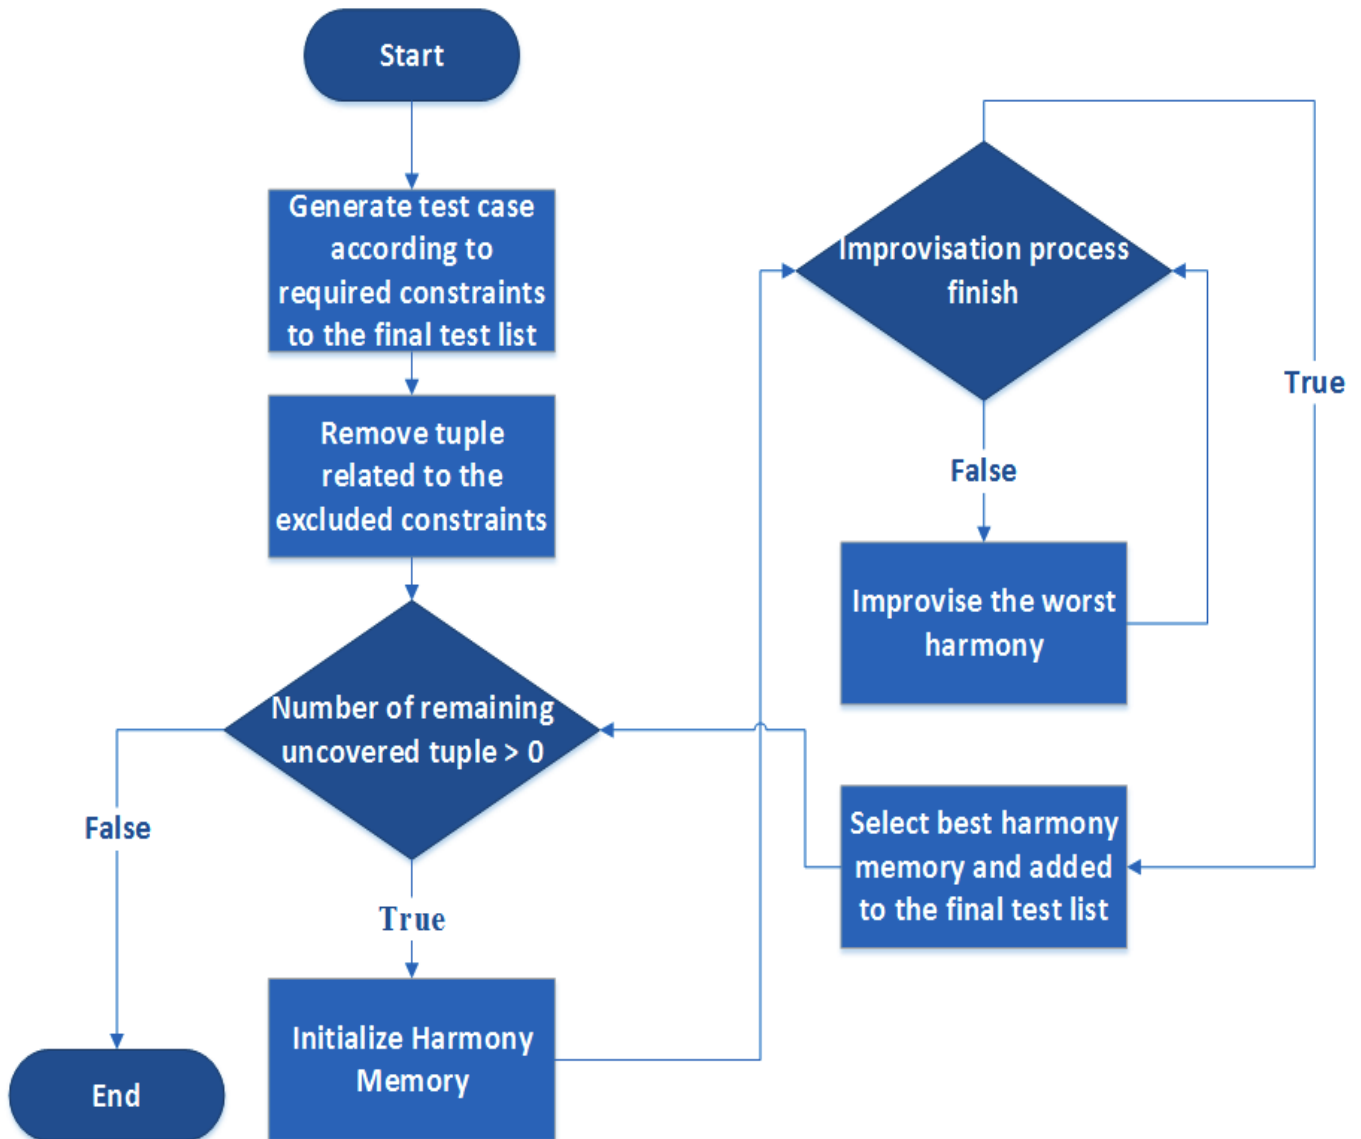 Start
Generate test case
according to
required constraints
to the final test list
Remove tuple
related to the
excluded constraints
Number of remaining
uncovered tuple > 0
False
True
Initialize Harmony
Memory
End
Improvisation process
finish
True
False
Improvise the worst
harmony
Select best harmony
memory and added
to the final test list